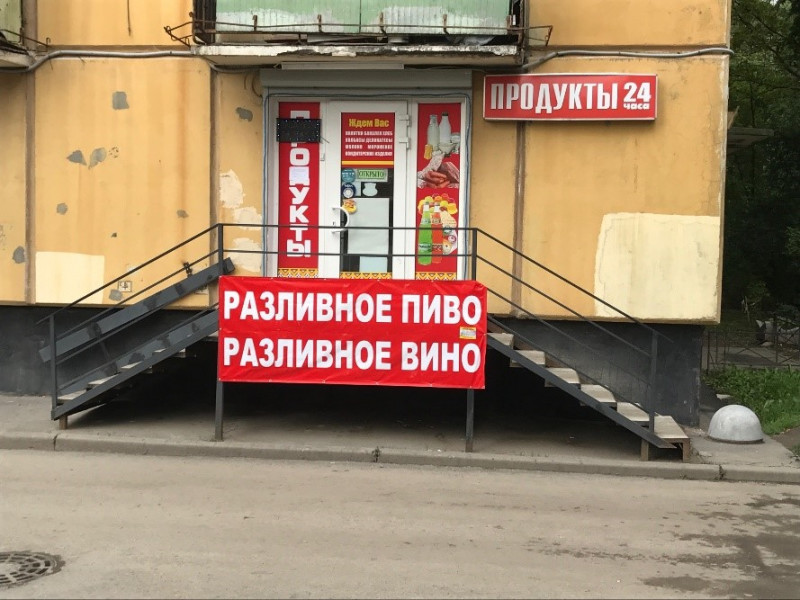 ПРОДУКТЫ 24
часа
ПРОДУКТЫ
Ждем Вас
ОТКРЫТО
РАЗЛИВНОЕ ПИВО
РАЗЛИВНОЕ ВИНО